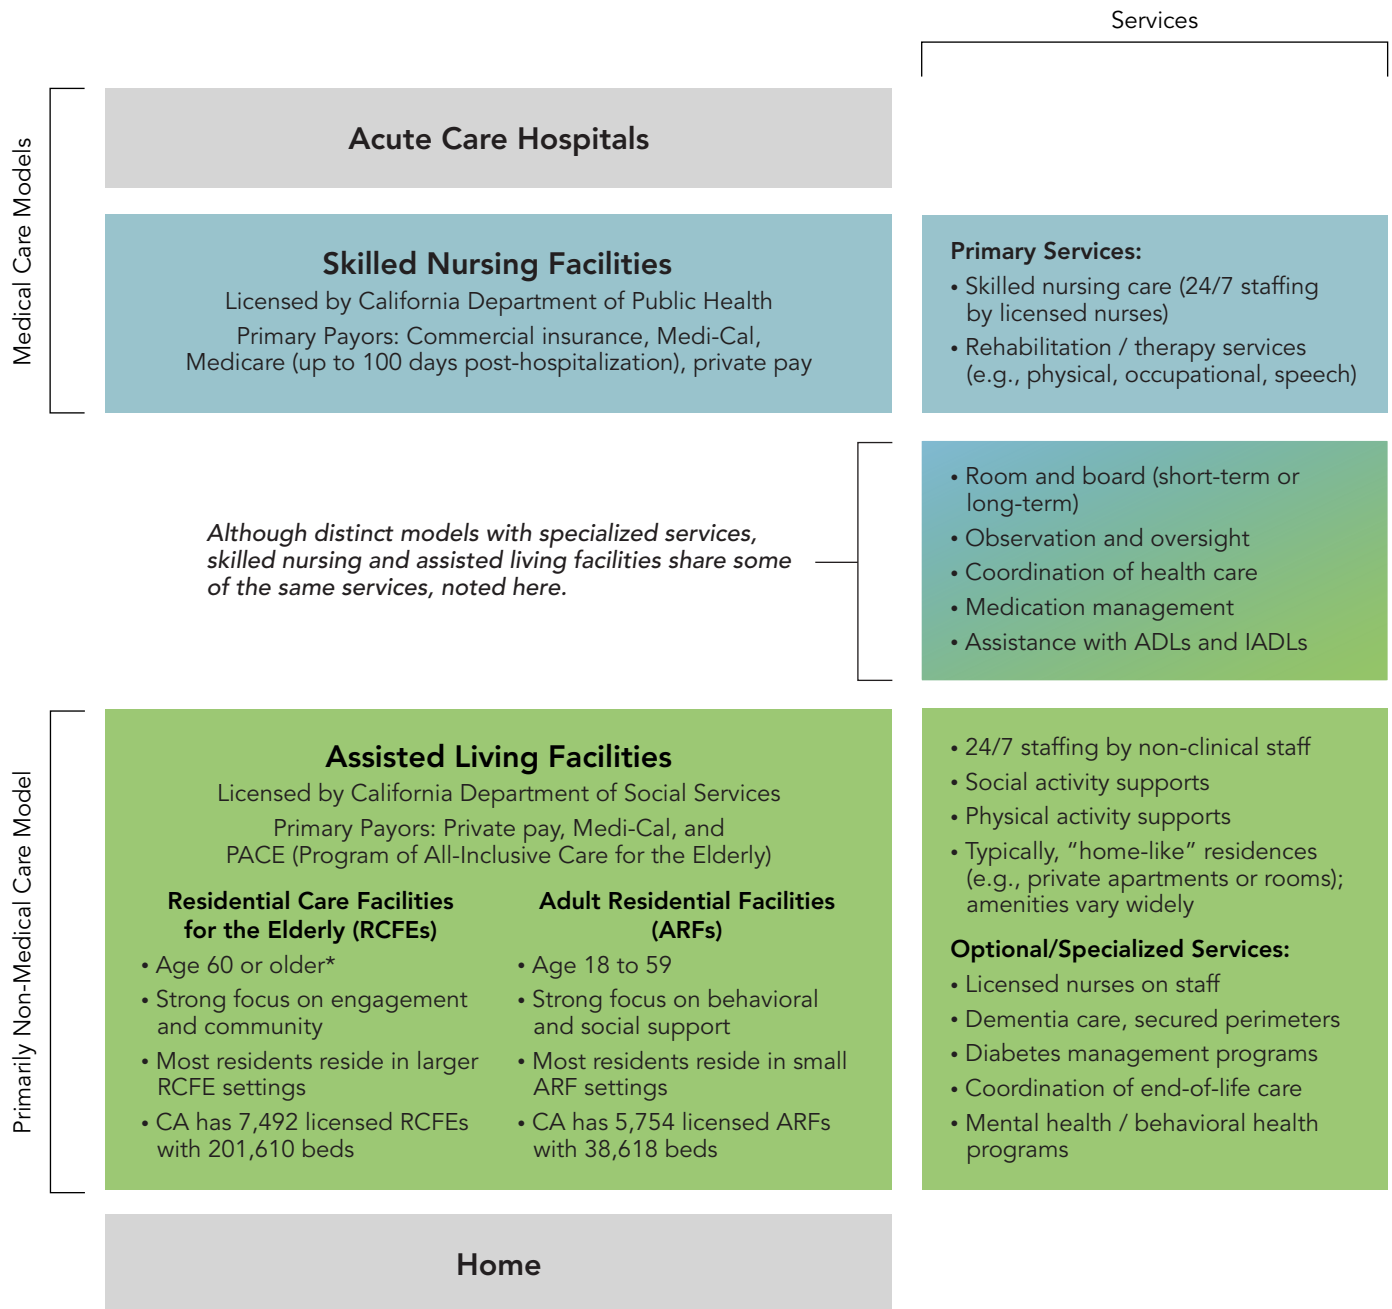 Services
Medical Care Models
Acute Care Hospitals
Skilled Nursing Facilities
Licensed by California Department of Public Health
Primary Payors: Commercial insurance, Medi-Cal,
Medicare (up to 100 days post-hospitalization), private pay
Primary Services:
• Skilled nursing care (24/7 staffing
by licensed nurses)
• Rehabilitation / therapy services
(e.g., physical, occupational, speech)
Although distinct models with specialized services,
skilled nursing and assisted living facilities share some
of the same services, noted here.
• Room and board (short-term or
long-term)
• Observation and oversight
• Coordination of health care
• Medication management
• Assistance with ADLs and IADLs
Primarily Non-Medical Care Model
Assisted Living Facilities
Licensed by California Department of Social Services
Primary Payors: Private pay, Medi-Cal, and
PACE (Program of All-Inclusive Care for the Elderly)
Residential Care Facilities
for the Elderly (RCFEs)
• Age 60 or older*
• Strong focus on engagement
and community
• Most residents reside in larger
RCFE settings
• CA has 7,492 licensed RCFEs
with 201,610 beds
Adult Residential Facilities
(ARFs)
• Age 18 to 59
• Strong focus on behavioral
and social support
• Most residents reside in small
ARF settings
• CA has 5,754 licensed ARFs
with 38,618 beds
• 24/7 staffing by non-clinical staff
• Social activity supports
• Physical activity supports
• Typically, “home-like” residences
(e.g., private apartments or rooms);
amenities vary widely
Optional/Specialized Services:
• Licensed nurses on staff
• Dementia care, secured perimeters
• Diabetes management programs
• Coordination of end-of-life care
• Mental health / behavioral health
programs
Home